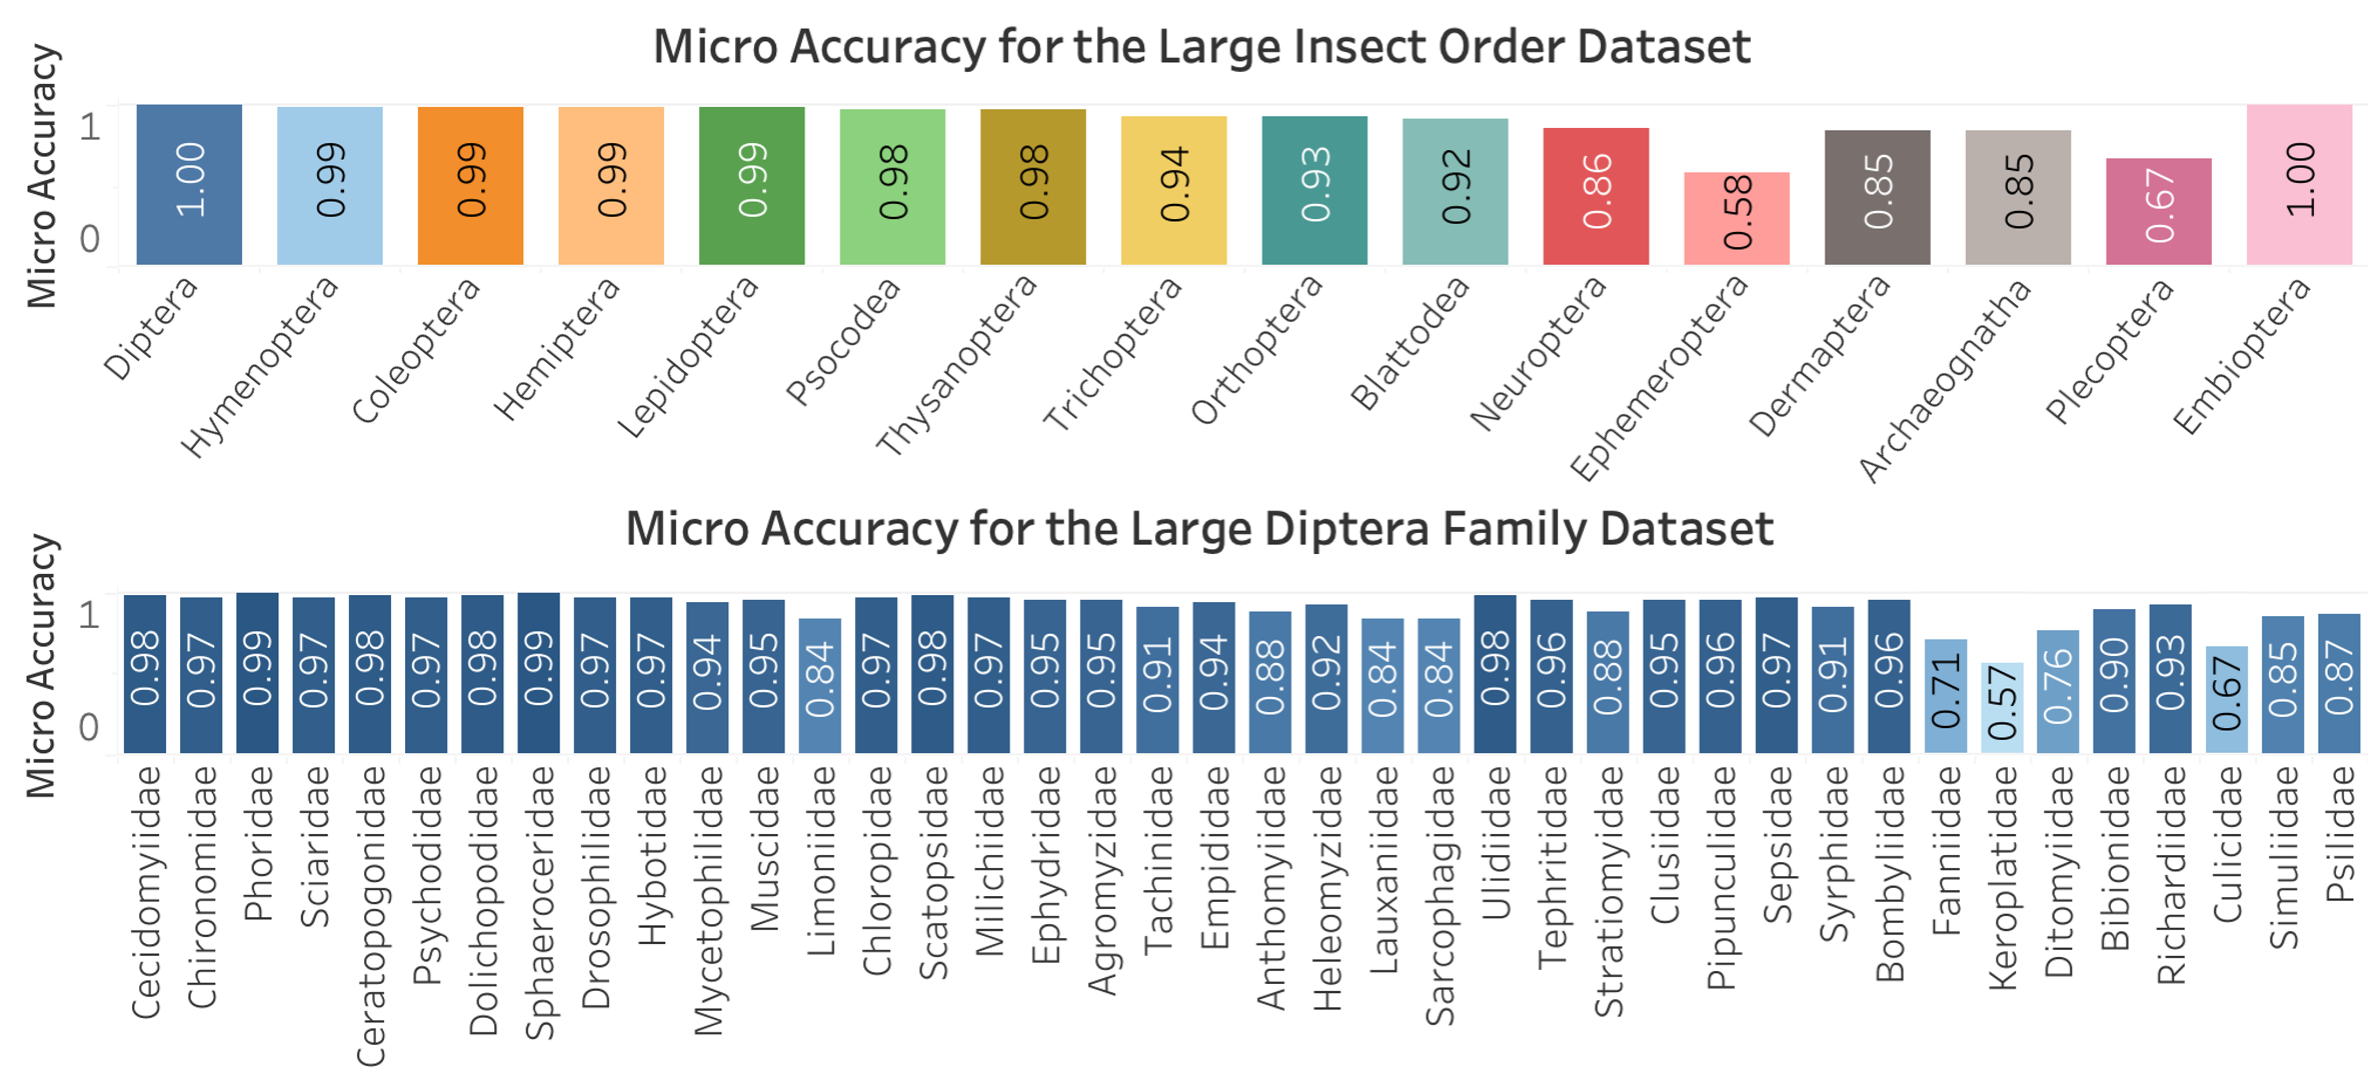 Micro Accuracy for the Large Insect Order Dataset
Micro Accuracy
1
0
1.00
0.99
0.99
0.99
0.99
0.98
0.98
0.94
0.93
0.92
0.86
0.58
0.85
0.85
0.67
1.00
Diptera
Hymenoptera
Coleoptera
Hemiptera
Lepidoptera
Psocodea
Thysanoptera
Trichoptera
Orthoptera
Blattodea
Neuroptera
Ephemeroptera
Dermaptera
Archaeognatha
Plecoptera
Embioptera
Micro Accuracy for the Large Diptera Family Dataset
Micro Accuracy
1
0
0.98
0.97
0.99
0.97
0.98
0.97
0.98
0.99
0.97
0.97
0.94
0.95
0.84
0.97
0.98
0.97
0.95
0.95
0.91
0.94
0.88
0.92
0.84
0.84
0.98
0.96
0.88
0.95
0.96
0.97
0.91
0.96
0.71
0.57
0.76
0.90
0.93
0.67
0.85
0.87
Cecidomyiidae
Chironomidae
Phoridae
Sciaridae
Ceratopogonidae
Psychodidae
Dolichopodidae
Sphaeroceridae
Drosophilidae
Hybotidae
Mycetophilidae
Muscidae
Limoniidae
Chloropidae
Scatopsidae
Milichiidae
Ephydridae
Agromyzidae
Tachinidae
Empididae
Anthomyiidae
Heleomyzidae
Lauxaniidae
Sarcophagidae
Ulidiidae
Tephritidae
Stratiomyidae
Clusiidae
Pipunculidae
Sepsidae
Syrphidae
Bombyliidae
Fanniidae
Keroplatidae
Ditomyiidae
Bibionidae
Richardiidae
Culicidae
Simuliidae
Psilidae